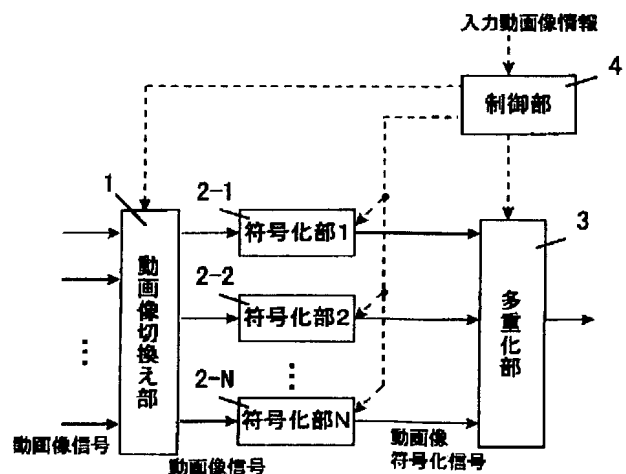 入力動画像情報
4
制御部
1
2-1
3
符号化部1
動画像切換え部
2-2
多重化部
符号化部2
⋮
⋮
2-N
符号化部N
動画像信号
動画像信号
動画像
符号化信号